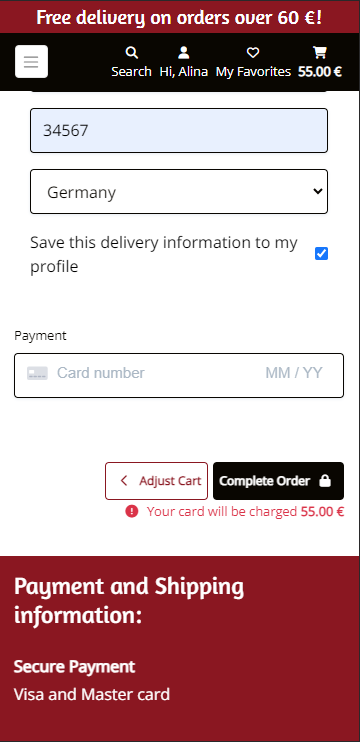 Free delivery on orders over 60 €!
Search Hi, Alina My Favorites 55.00 €
34567
Germany
Save this delivery information to my
profile
Payment
Card number MM / YY
Adjust Cart Complete Order
Your card will be charged 55.00 €
Payment and Shipping
information:
Secure Payment
Visa and Master card